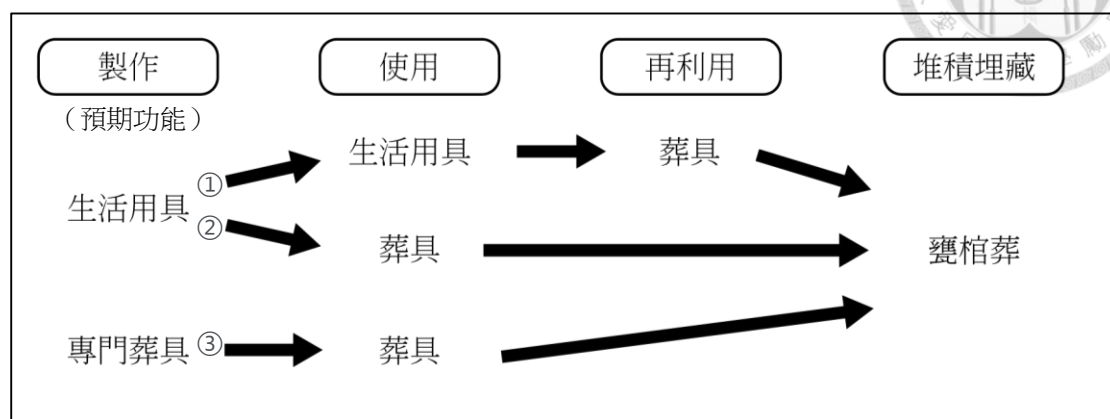 製作 使用 再利用 堆積埋藏
（預期功能）
生活用具 葬具
生活用具 ①
②
葬具 甕棺葬
專門葬具 ③ 葬具